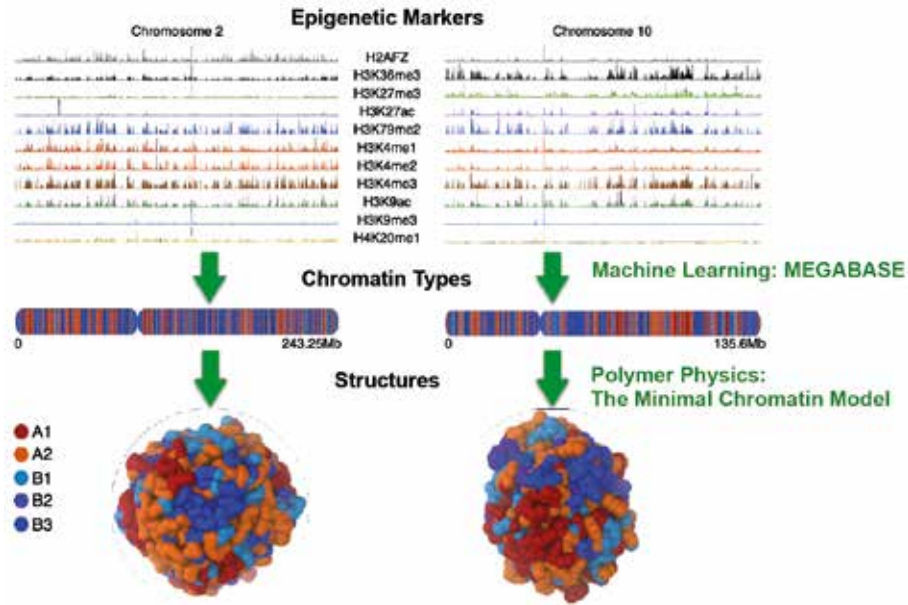 Epigenetic Markers
Chromosome 2
Chromosome 10
H2AFZ
H3K36me3
H3K27me3
H3K27ac
H3K79me2
H3K4me1
H3K4me2
H3K4me3
H3K9ac
H3K9me3
H4K20me1
Machine Learning: MEGABASE
Chromatin Types
0
243.25Mb
0
135.6Mb
Structures
Polymer Physics:
The Minimal Chromatin Model
A1
A2
B1
B2
B3